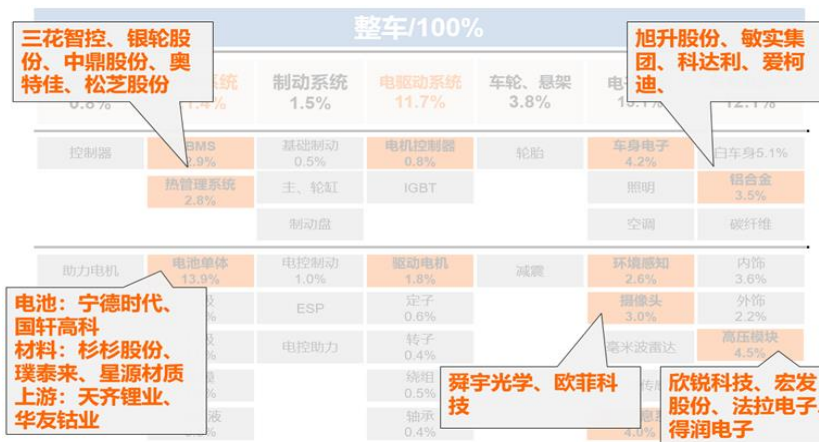 整车/100%
三花智控、银轮股
份、中鼎股份、奥
特佳、松芝股份
旭升股份、敏实集
团、科达利、爱柯
迪、
系统
制动系统
1.5%
电驱动系统
11.7%
车轮、悬架
3.8%
控制器
BMS
2.9%
基础制动
0.5%
电机控制器
0.8%
轮胎
车身电子
4.2%
白车身5.1%
热管理系统
2.8%
主、轮缸
IGBT
照明
铝合金
3.5%
制动盘
空调
碳纤维
助力电机
电池单体
13.9%
电控制动
1.0%
驱动电机
1.8%
减震
环境感知
2.6%
内饰
3.6%
ESP
定子
0.6%
摄像头
3.0%
外饰
2.2%
电控助力
转子
0.4%
毫米波雷达
高压模块
4.5%
绕组
0.5%
轴承
0.4%
4.0%
电池：宁德时代、
国轩高科
材料：杉杉股份、
璞泰来、星源材质
上游：天齐锂业、
华友钴业
舜宇光学、欧菲科
技
欣锐科技、宏发
股份、法拉电子、
得润电子